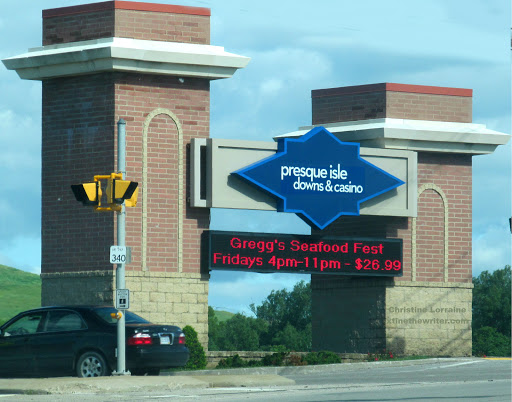 presque isle
downs & casino
Gregg's Seafood Fest
Fridays 4pm-11pm - $26.99
340
Christine Lorraine